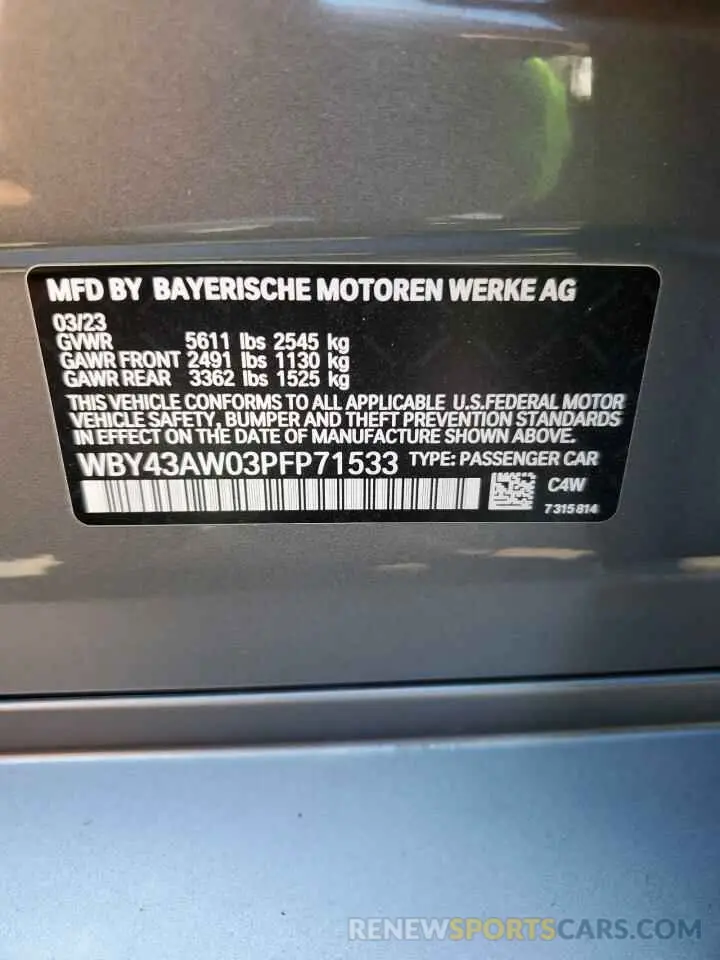 MFD BY BAYERISCHE MOTOREN WERKE AG
03/23
GVWR 5611 lbs 2545 kg
GAWR FRONT 2491 lbs 1130 kg
GAWR REAR 3362 lbs 1525 kg
THIS VEHICLE CONFORMS TO ALL APPLICABLE U.S.FEDERAL MOTOR
VEHICLE SAFETY, BUMPER AND THEFT PREVENTION STANDARDS
IN EFFECT ON THE DATE OF MANUFACTURE SHOWN ABOVE.
WBY43AW03PFP71533 TYPE: PASSENGER CAR
C4W
7315814
RENEWSPORTSCARS.COM